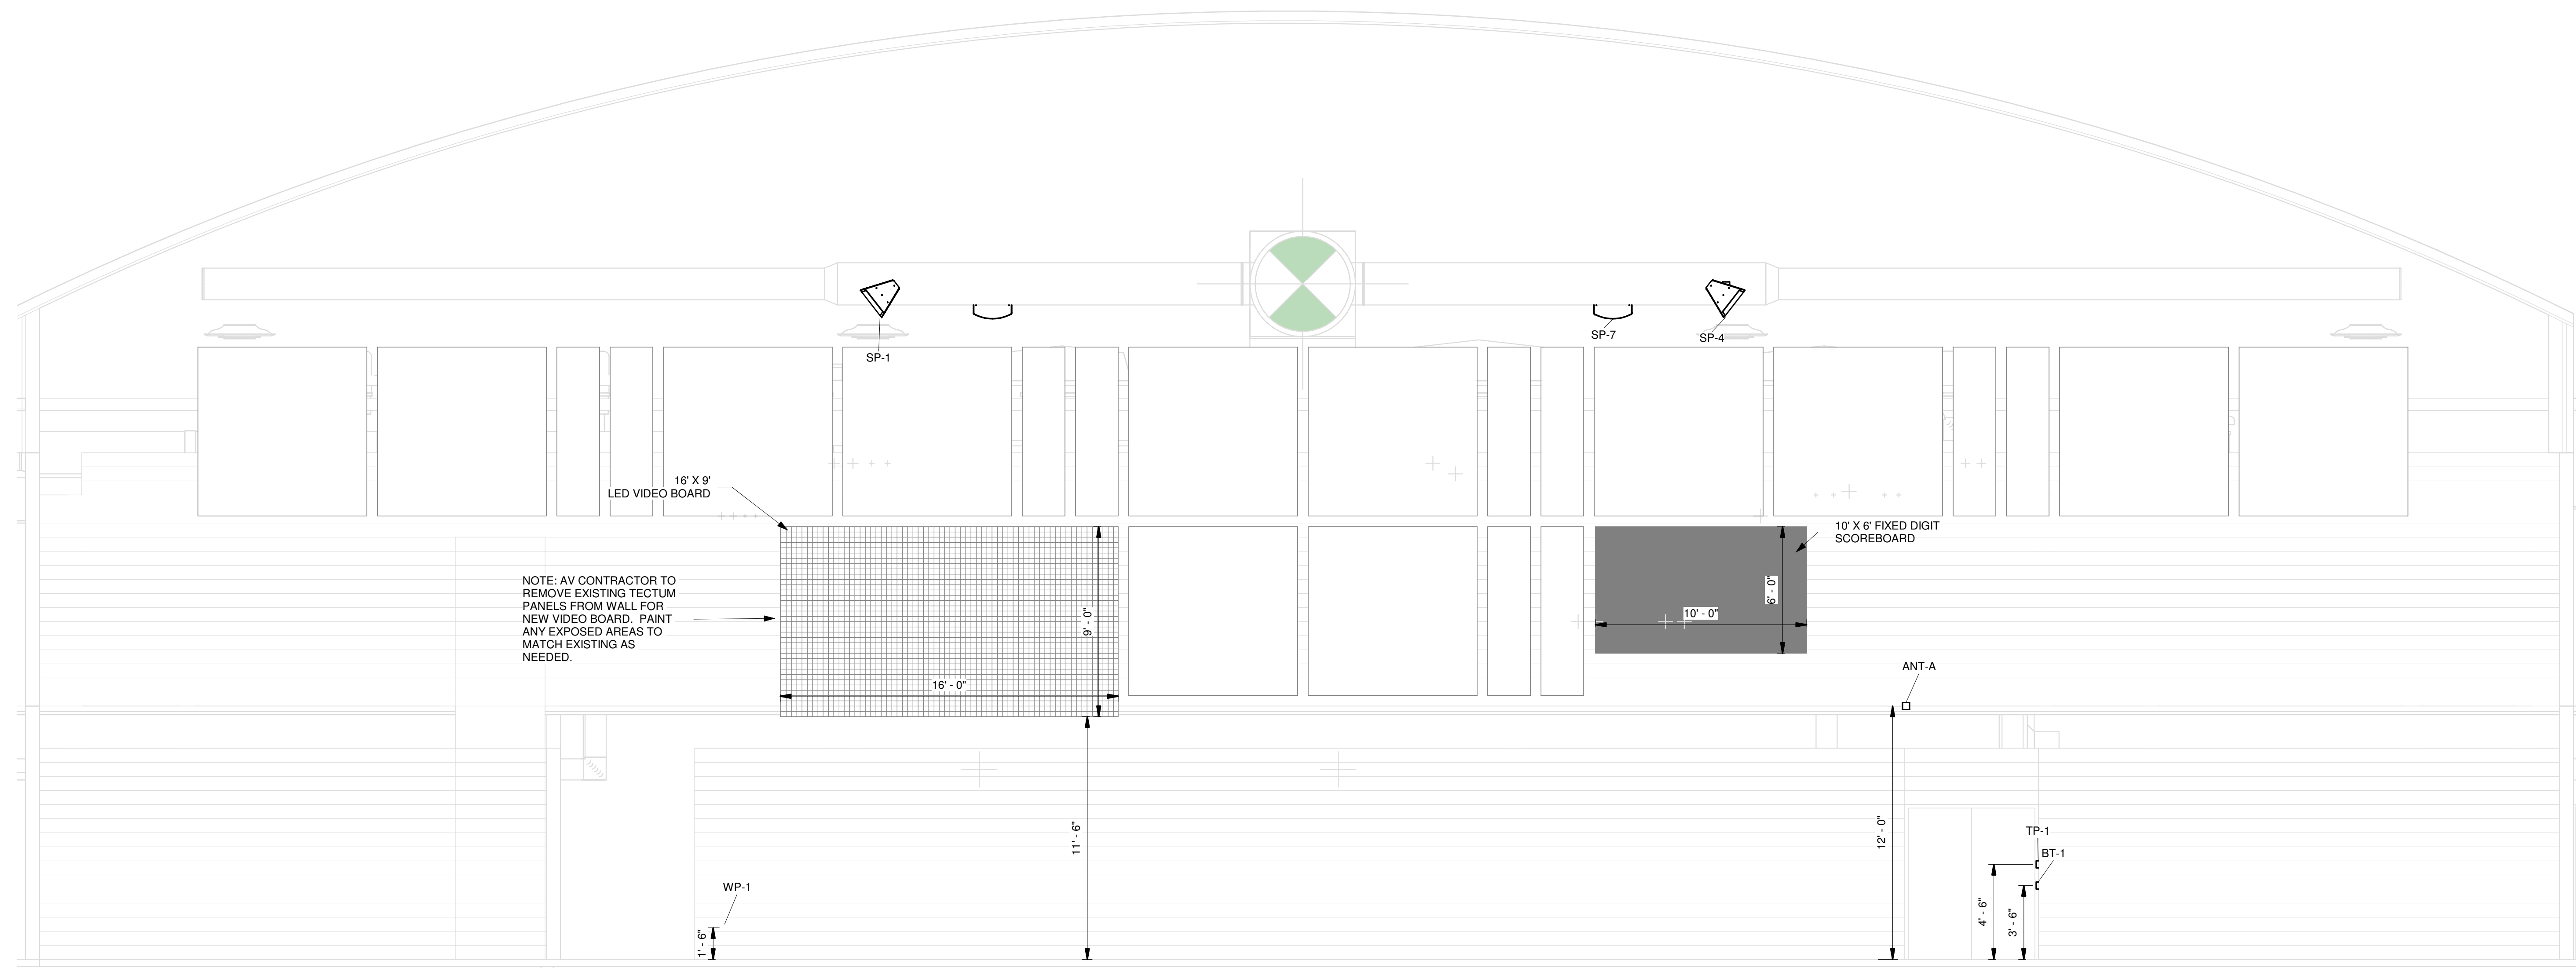 SP-1
SP-7
SP-4
16' X 9'
LED VIDEO BOARD
10' X 6' FIXED DIGIT
SCOREBOARD
NOTE: AV CONTRACTOR TO
REMOVE EXISTING TECTUM
PANELS FROM WALL FOR
NEW VIDEO BOARD.  PAINT
ANY EXPOSED AREAS TO
MATCH EXISTING AS
NEEDED.
9' - 0"
16' - 0"
6' - 0"
10' - 0"
ANT-A
11' - 6"
12' - 0"
TP-1
BT-1
WP-1
1' - 6"
4' - 6"
3' - 6"